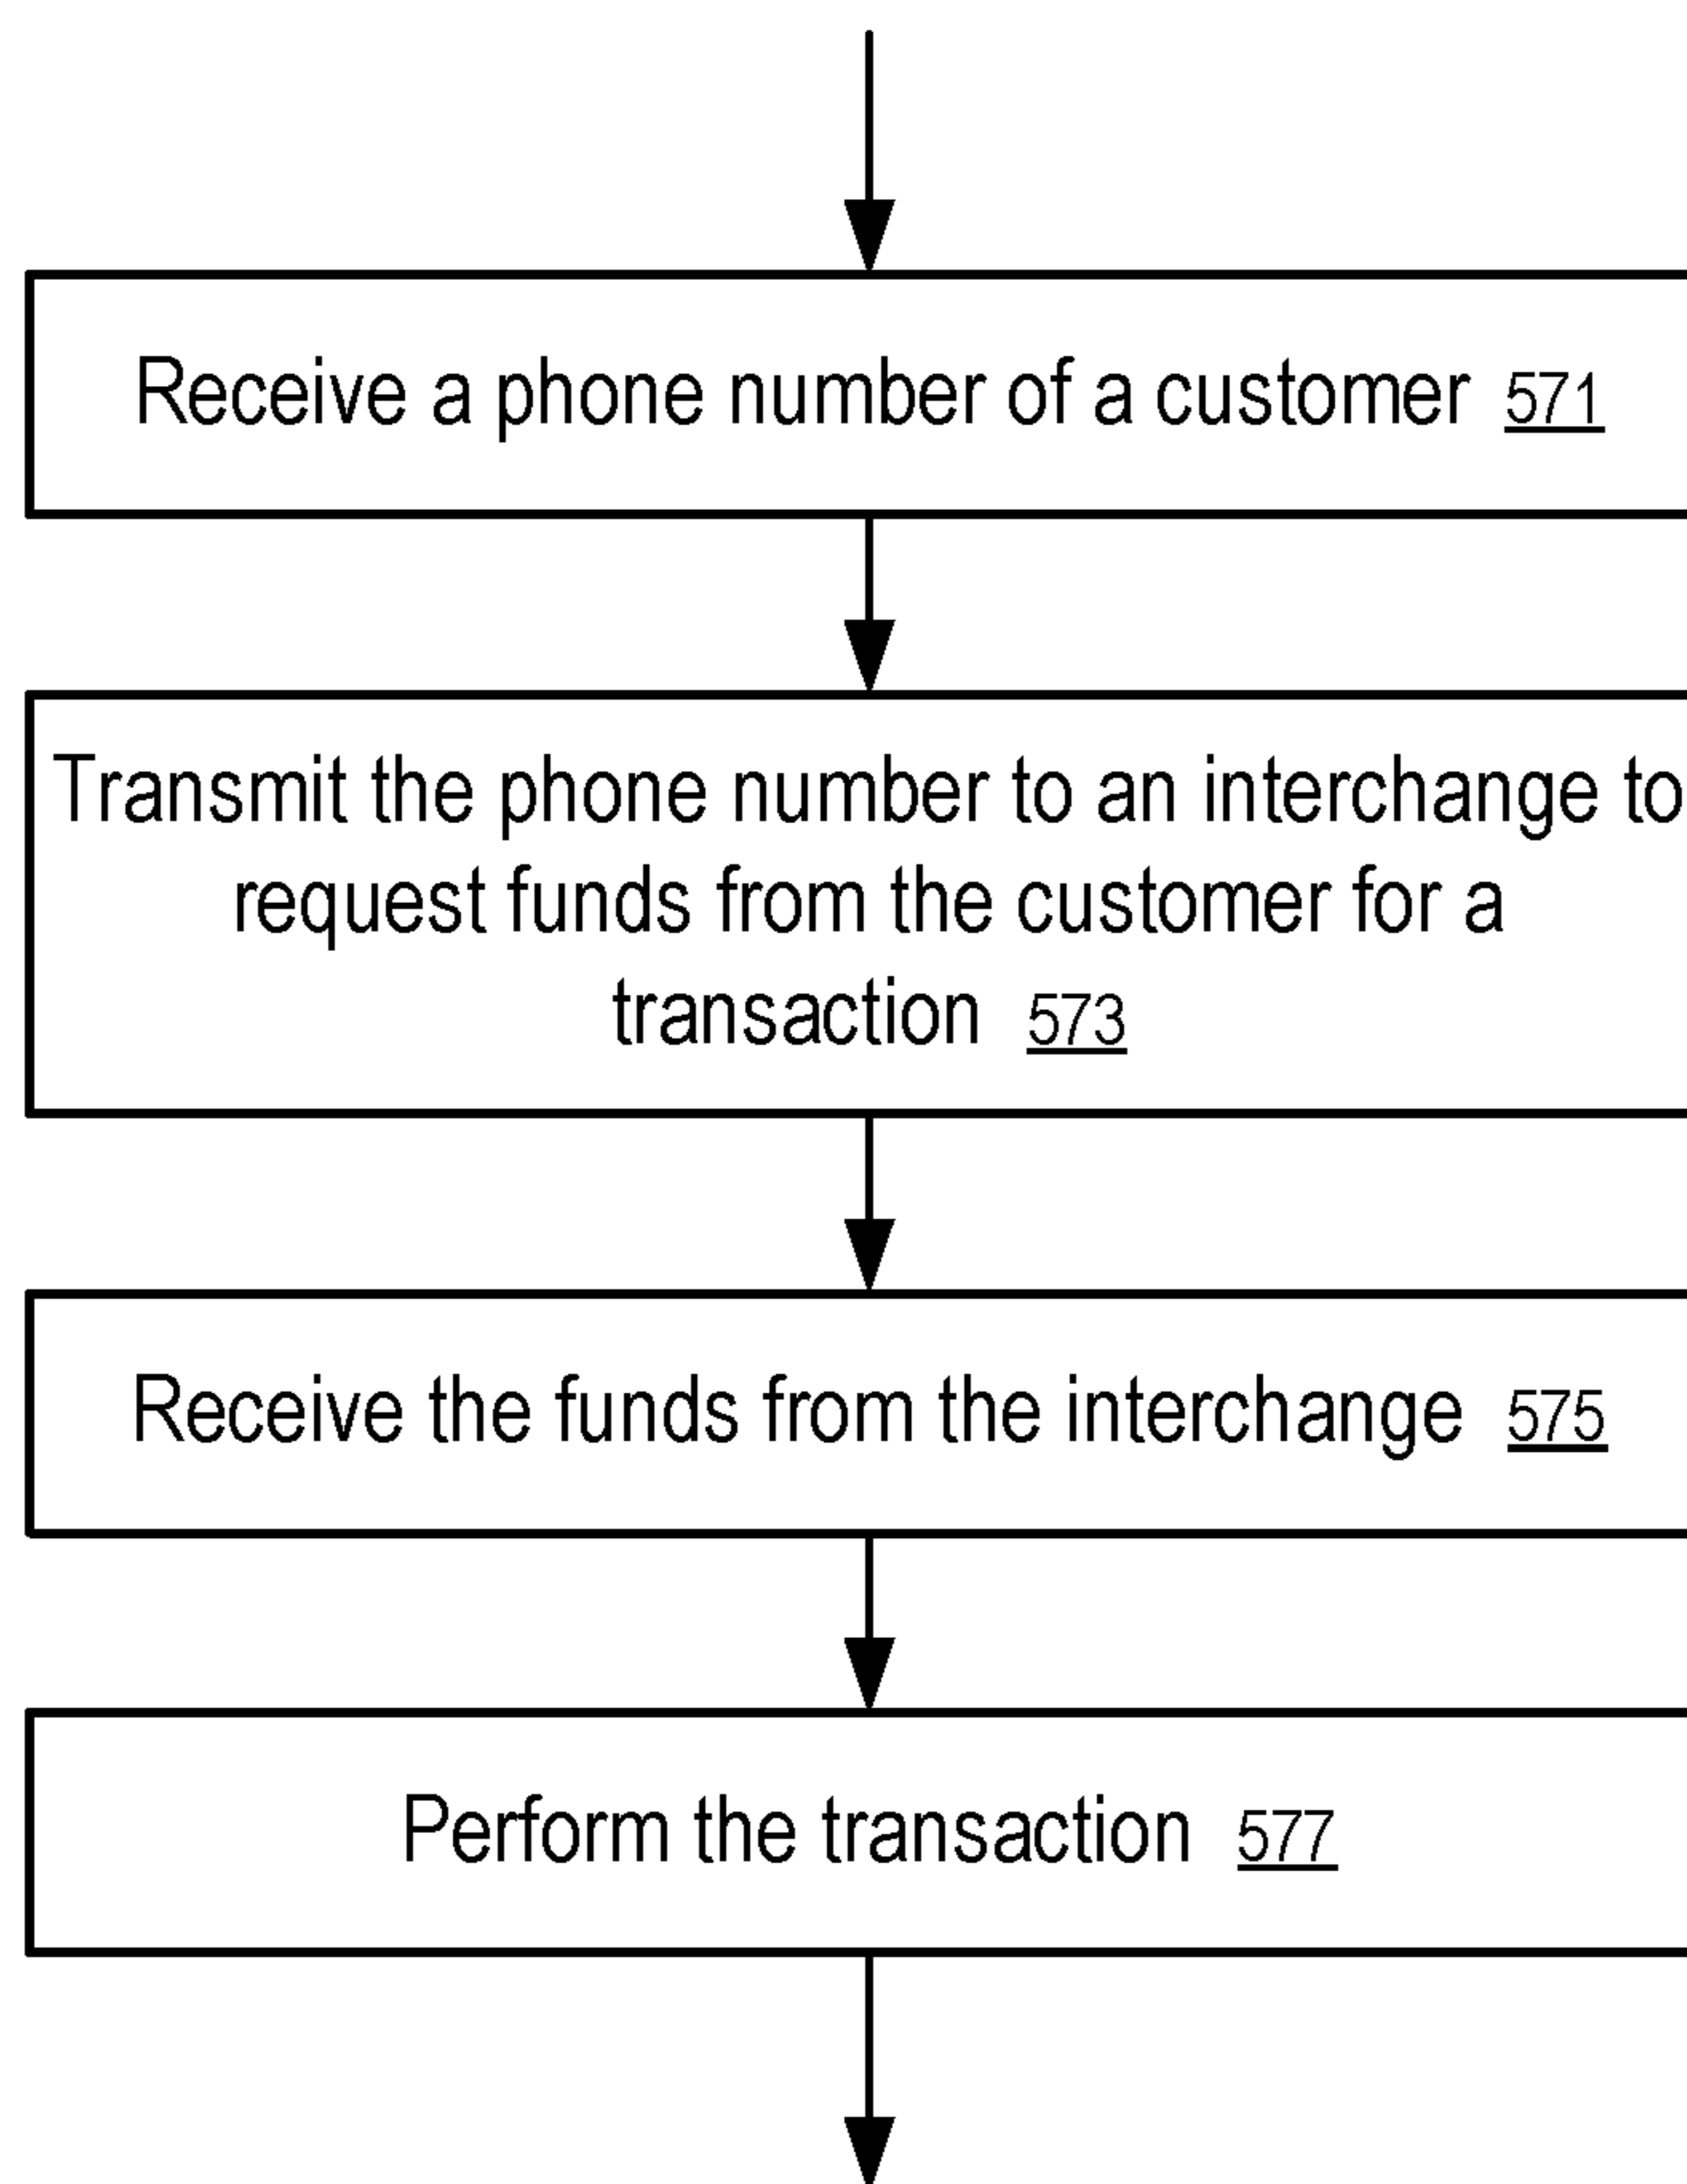 Receive a phone number of a customer 571
Transmit the phone number to an interchange to
request funds from the customer for a
transaction 573
Receive the funds from the interchange 575
Perform the transaction 577